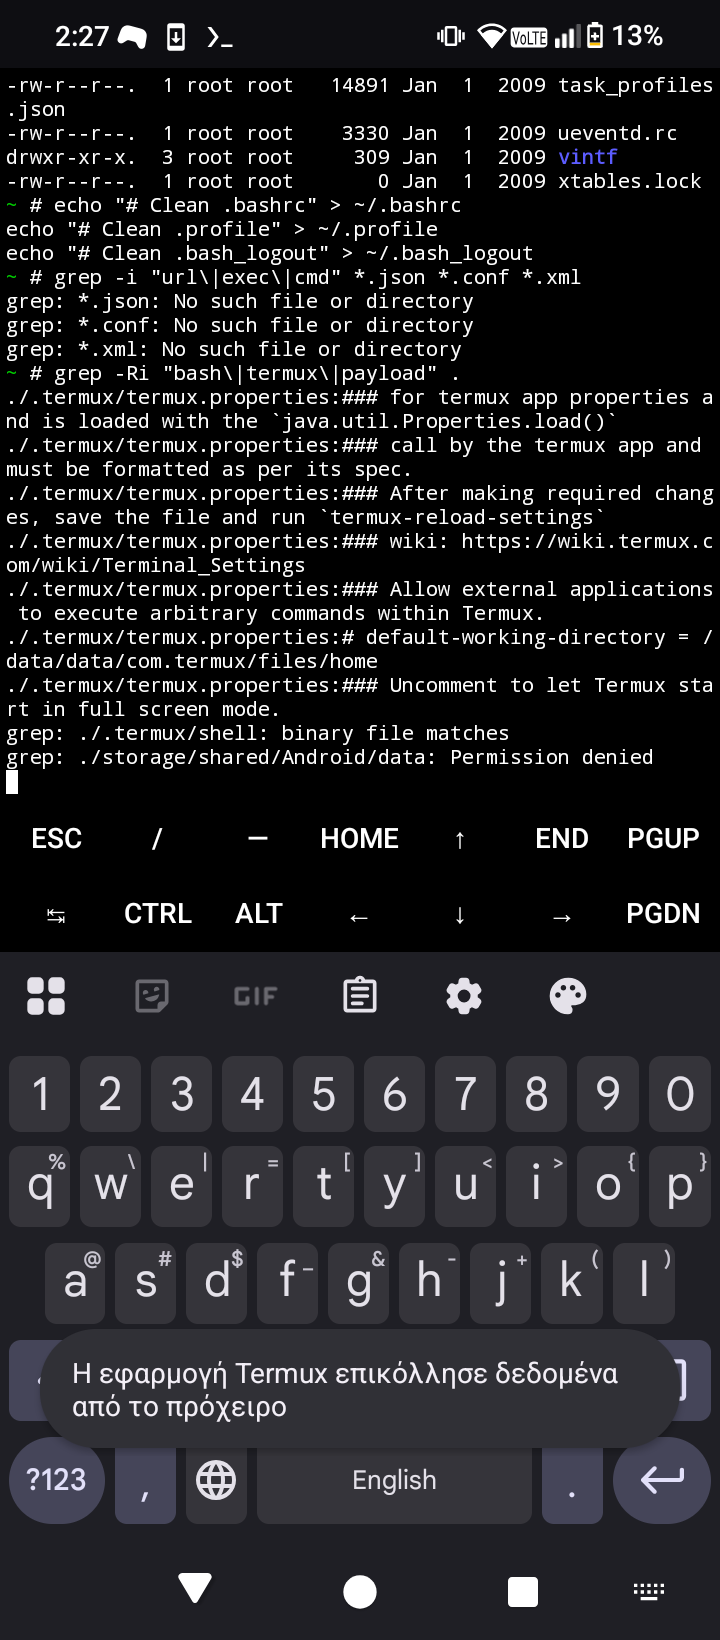 2:27 VoLTE 13%
-rw-r--r--.  1 root root   14891 Jan  1  2009 task_profiles
.json
-rw-r--r--.  1 root root    3330 Jan  1  2009 ueventd.rc
drwxr-xr-x.  3 root root     309 Jan  1  2009 vintf
-rw-r--r--.  1 root root       0 Jan  1  2009 xtables.lock
~ # echo "# Clean .bashrc" > ~/.bashrc
echo "# Clean .profile" > ~/.profile
echo "# Clean .bash_logout" > ~/.bash_logout
~ # grep -i "url\|exec\|cmd" *.json *.conf *.xml
grep: *.json: No such file or directory
grep: *.conf: No such file or directory
grep: *.xml: No such file or directory
~ # grep -Ri "bash\|termux\|payload" .
./.termux/termux.properties:### for termux app properties a
nd is loaded with the `java.util.Properties.load()`
./.termux/termux.properties:### call by the termux app and
must be formatted as per its spec.
./.termux/termux.properties:### After making required chang
es, save the file and run `termux-reload-settings`
./.termux/termux.properties:### wiki: https://wiki.termux.c
om/wiki/Terminal_Settings
./.termux/termux.properties:### Allow external applications
 to execute arbitrary commands within Termux.
./.termux/termux.properties:# default-working-directory = /
data/data/com.termux/files/home
./.termux/termux.properties:### Uncomment to let Termux sta
rt in full screen mode.
grep: ./.termux/shell: binary file matches
grep: ./storage/shared/Android/data: Permission denied
ESC / — HOME ↑ END PGUP
↹ CTRL ALT ← ↓ → PGDN
GIF
1 2 3 4 5 6 7 8 9 0
q % w \ e | r = t [ y ] u < i > o { p }
a @ s # d $ f _ g & h - j + k ( l )
Η εφαρμογή Termux επικόλλησε δεδομένα
από το πρόχειρο
?123 , English .